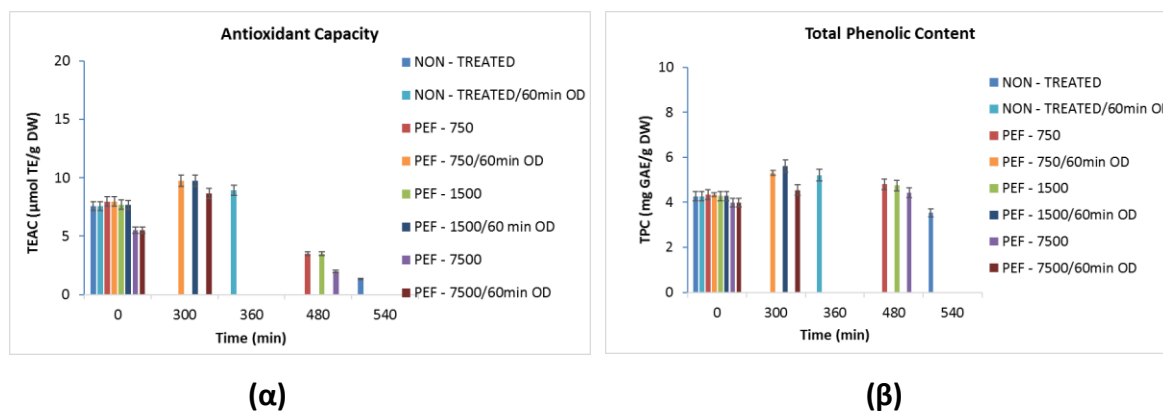 Antioxidant Capacity
20
15
10
5
0
TEAC (μmol TE/g DW)
0 300 360 480 540
Time (min)
NON - TREATED
NON - TREATED/60min OD
PEF - 750
PEF - 750/60min OD
PEF - 1500
PEF - 1500/60 min OD
PEF - 7500
PEF - 7500/60min OD
(α)
Total Phenolic Content
10
8
6
4
2
0
TPC (mg GAE/g DW)
0 300 360 480 540
Time (min)
NON - TREATED
NON - TREATED/60min OD
PEF - 750
PEF - 750/60min OD
PEF - 1500
PEF - 1500/60min OD
PEF - 7500
PEF - 7500/60min OD
(β)